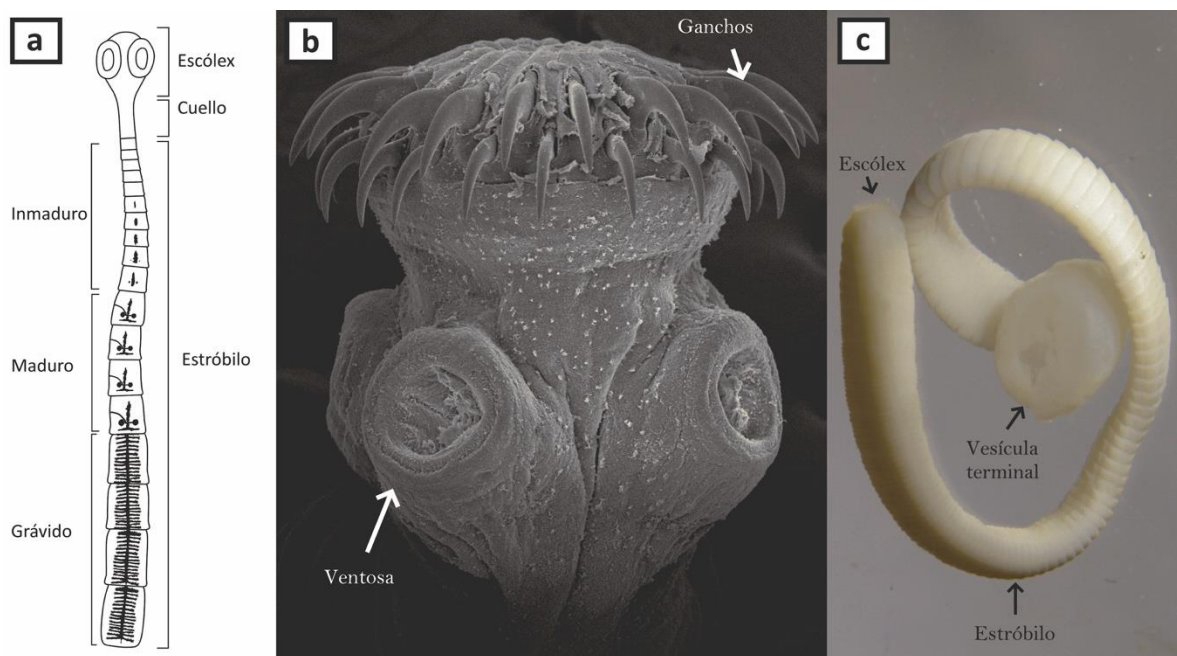 a
Escólex
Cuello
Inmaduro
Maduro
Estróbilo
Grávido
b
Ganchos
Ventosa
c
Escólex
Vesícula
terminal
Estróbilo